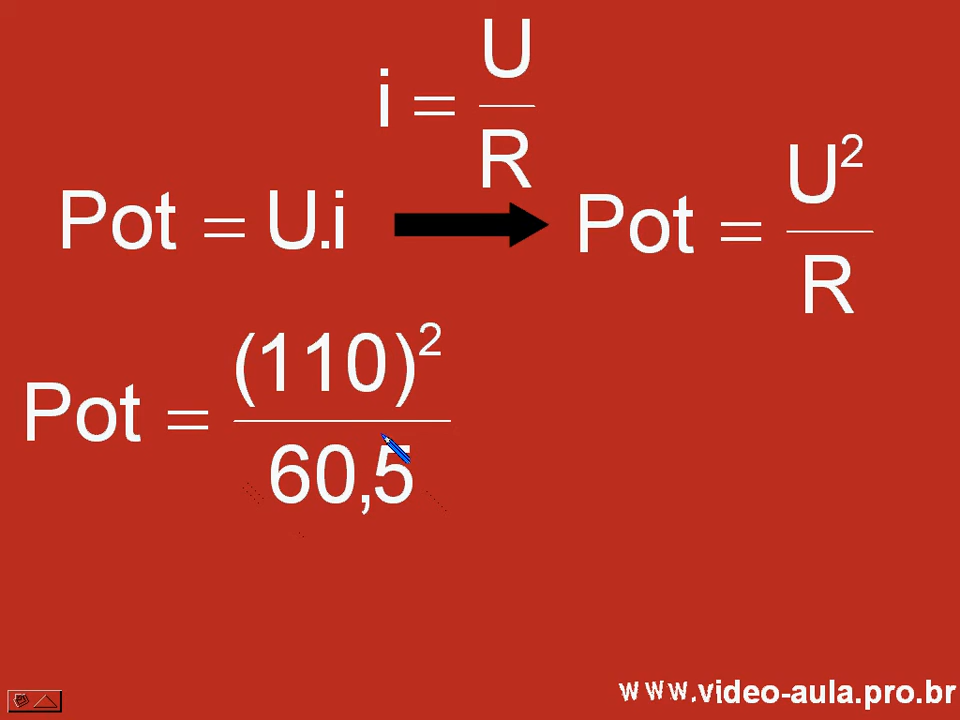 i = U/R
Pot = U.i
Pot = U²/R
Pot = (110)²/60,5
www.video-aula.pro.br